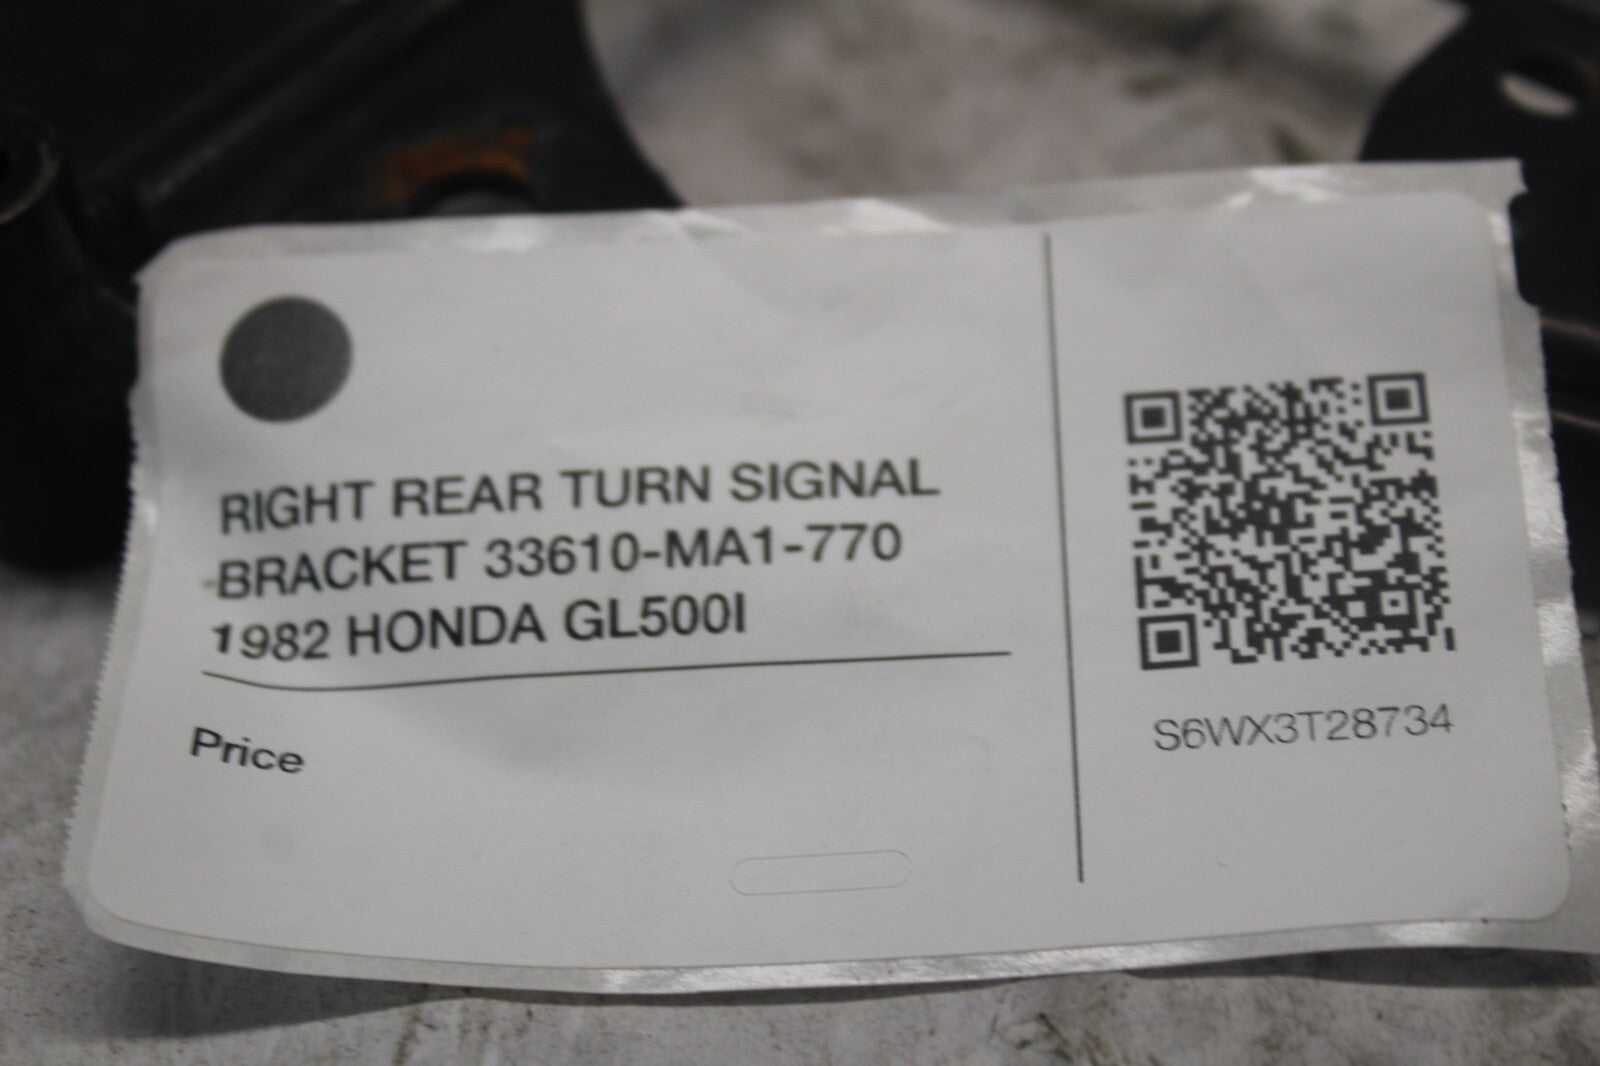 RIGHT REAR TURN SIGNAL
BRACKET 33610-MA1-770
1982 HONDA GL500I
Price
S6WX3T28734